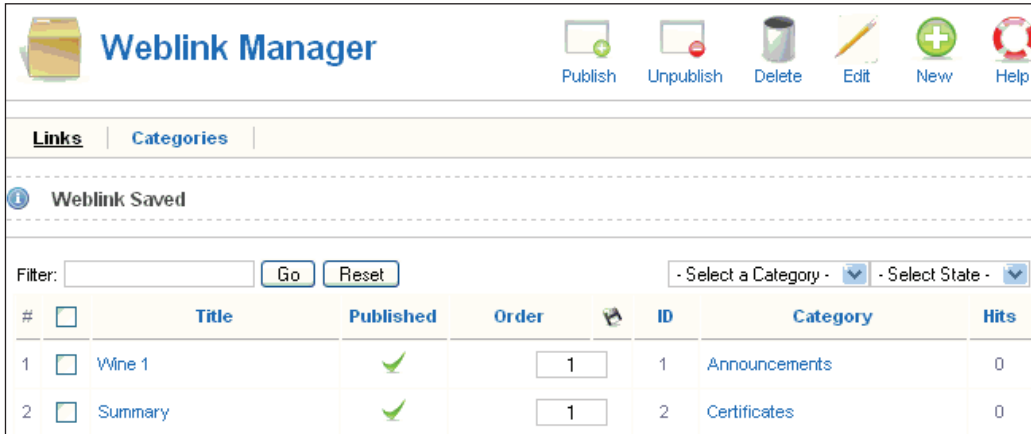 Weblink Manager
Publish Unpublish Delete Edit New Help
Links Categories
Weblink Saved
Filter: Go Reset - Select a Category - - Select State -
# Title Published Order ID Category Hits
1 Wine 1 1 1 Announcements 0
2 Summary 1 2 Certificates 0